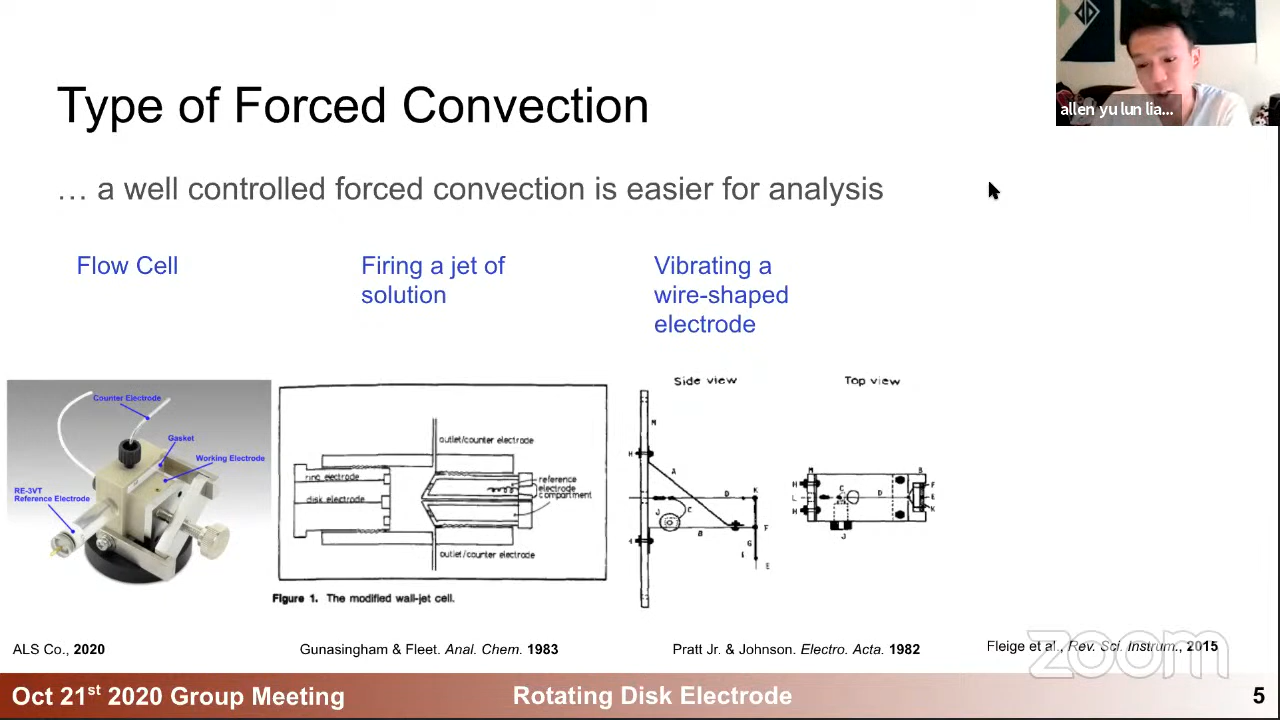 allen yu lun lia...
Type of Forced Convection
… a well controlled forced convection is easier for analysis
Flow Cell
Firing a jet of
solution
Vibrating a
wire-shaped
electrode
Counter Electrode
Gasket
Working Electrode
RE-3VT
Reference Electrode
outlet/counter electrode
ring electrode
disk electrode
reference
electrode
compartment
outlet/counter electrode
Figure 1. The modified wall-jet cell.
Side view
Top view
M
H
A
D
K
C
J
F
B
G
I
H
E
M
B
H
C
F
L
D
E
H
K
J
ALS Co., 2020
Gunasingham & Fleet. Anal. Chem. 1983
Pratt Jr. & Johnson. Electro. Acta. 1982
Fleige et al., Rev. Sci. Instrum., 2015
zoom
Oct 21st 2020 Group Meeting
Rotating Disk Electrode
5